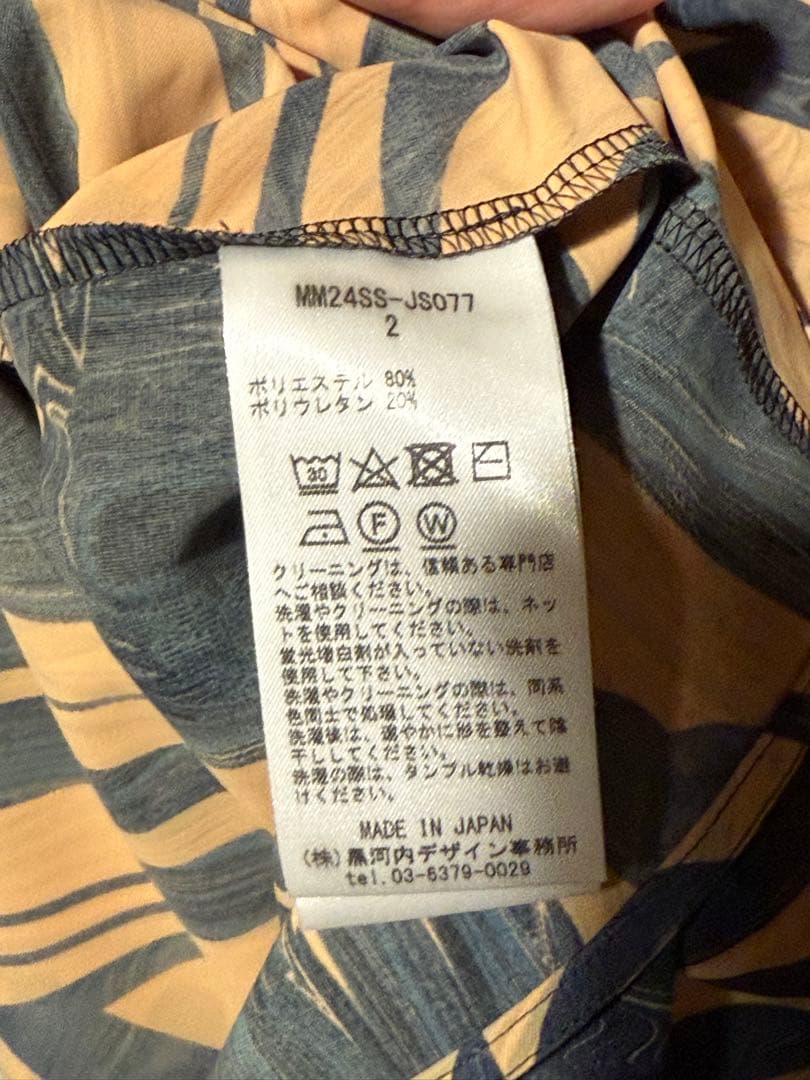 MM24SS-JS077
2
ポリエステル 80%
ポリウレタン 20%
30
F W
クリーニングは、信頼ある専門店
へご相談ください。
洗濯やクリーニングの際は、ネッ
トを使用してください。
蛍光増白剤が入っていない洗剤を
使用して下さい。
洗濯やクリーニングの際は、同系
色同士で処理してください。
洗濯後は、速やかに形を整えて陰
干ししてください。
洗濯の際は、タンブル乾燥はお避
けください。
MADE IN JAPAN
(株)黒河内デザイン事務所
tel.03-6379-0029